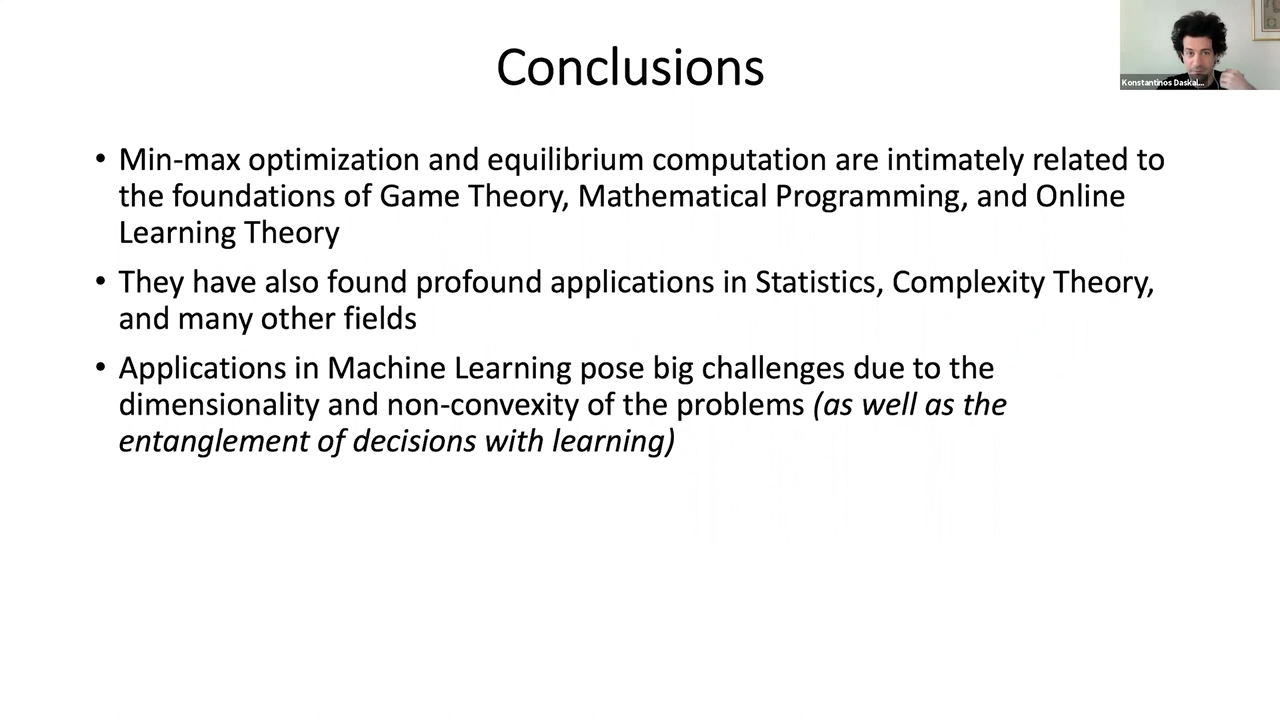 Conclusions
Konstantinos Daskal...
• Min-max optimization and equilibrium computation are intimately related to
the foundations of Game Theory, Mathematical Programming, and Online
Learning Theory
• They have also found profound applications in Statistics, Complexity Theory,
and many other fields
• Applications in Machine Learning pose big challenges due to the
dimensionality and non-convexity of the problems (as well as the
entanglement of decisions with learning)